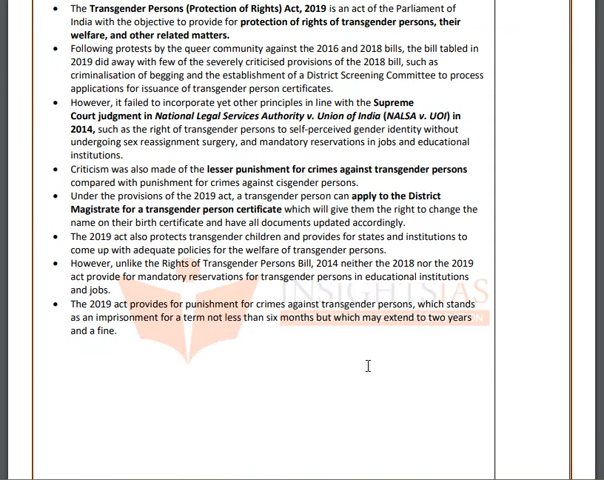 • The Transgender Persons (Protection of Rights) Act, 2019 is an act of the Parliament of
India with the objective to provide for protection of rights of transgender persons, their
welfare, and other related matters.
• Following protests by the queer community against the 2016 and 2018 bills, the bill tabled in
2019 did away with few of the severely criticised provisions of the 2018 bill, such as
criminalisation of begging and the establishment of a District Screening Committee to process
applications for issuance of transgender person certificates.
• However, it failed to incorporate yet other principles in line with the Supreme
Court judgment in National Legal Services Authority v. Union of India (NALSA v. UOI) in
2014, such as the right of transgender persons to self-perceived gender identity without
undergoing sex reassignment surgery, and mandatory reservations in jobs and educational
institutions.
• Criticism was also made of the lesser punishment for crimes against transgender persons
compared with punishment for crimes against cisgender persons.
• Under the provisions of the 2019 act, a transgender person can apply to the District
Magistrate for a transgender person certificate which will give them the right to change the
name on their birth certificate and have all documents updated accordingly.
• The 2019 act also protects transgender children and provides for states and institutions to
come up with adequate policies for the welfare of transgender persons.
• However, unlike the Rights of Transgender Persons Bill, 2014 neither the 2018 nor the 2019
act provide for mandatory reservations for transgender persons in educational institutions
and jobs.
INSIGHTSIAS
• The 2019 act provides for punishment for crimes against transgender persons, which stands
as an imprisonment for a term not less than six months but which may extend to two years
and a fine.